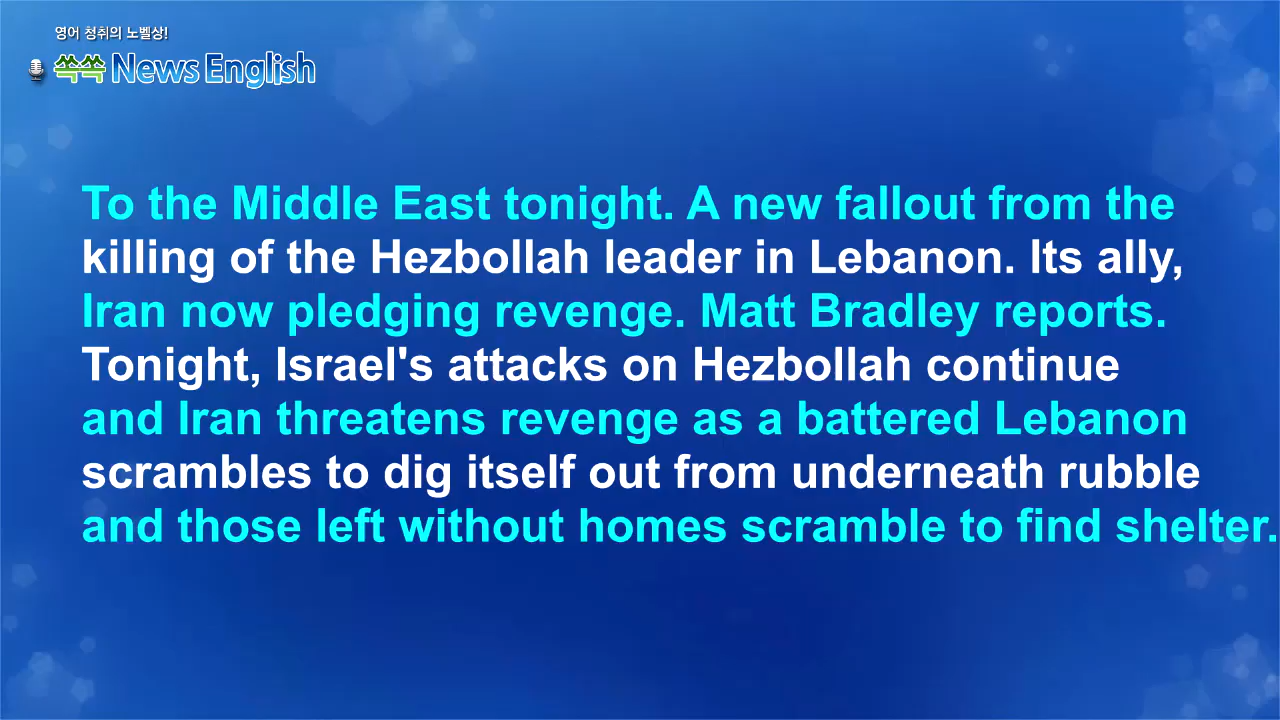 영어 청취의 노벨상!
쏙쏙 News English
To the Middle East tonight. A new fallout from the
killing of the Hezbollah leader in Lebanon. Its ally,
Iran now pledging revenge. Matt Bradley reports.
Tonight, Israel's attacks on Hezbollah continue
and Iran threatens revenge as a battered Lebanon
scrambles to dig itself out from underneath rubble
and those left without homes scramble to find shelter.